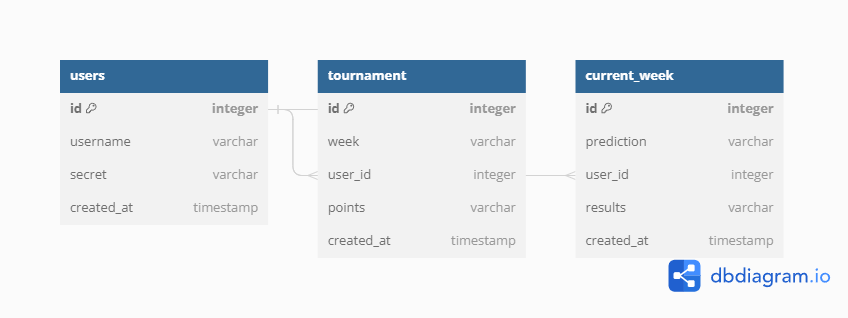 users
id integer
username varchar
secret varchar
created_at timestamp
tournament
id integer
week varchar
user_id integer
points varchar
created_at timestamp
current_week
id integer
prediction varchar
user_id integer
results varchar
created_at timestamp
dbdiagram.io